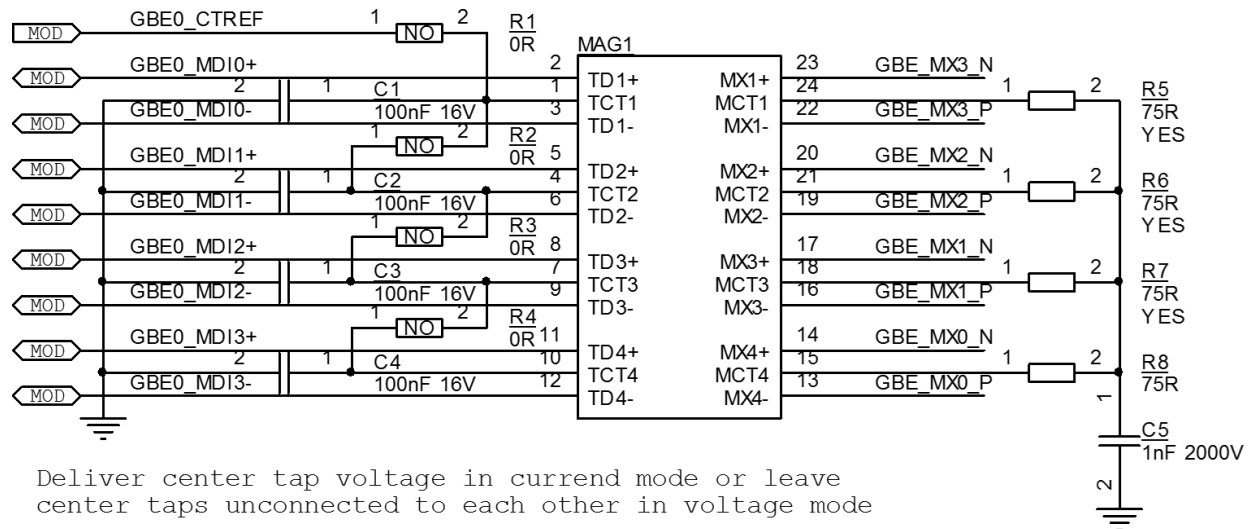 GBE0_CTREF 1 NO 2 R1
MOD 0R MAG1
GBE0_MDI0+ 2 23 GBE_MX3_N
MOD TD1+ MX1+
2 1 C1 1 TCT1 MCT1 24 1 2 R5
GBE0_MDI0- 100nF 16V 3 22 GBE_MX3_P 75R
MOD TD1- MX1- YES
1 NO 2 R2
GBE0_MDI1+ 0R 5 20 GBE_MX2_N
MOD TD2+ MX2+
2 1 C2 4 TCT2 MCT2 21 1 2 R6
GBE0_MDI1- 100nF 16V 6 19 GBE_MX2_P 75R
MOD TD2- MX2- YES
1 NO 2 R3
GBE0_MDI2+ 0R 8 17 GBE_MX1_N
MOD TD3+ MX3+
2 1 C3 7 TCT3 MCT3 18 1 2 R7
GBE0_MDI2- 100nF 16V 9 16 GBE_MX1_P 75R
MOD TD3- MX3- YES
1 NO 2 R4
GBE0_MDI3+ 0R 11 14 GBE_MX0_N
MOD TD4+ MX4+
2 1 C4 10 TCT4 MCT4 15 1 2 R8
GBE0_MDI3- 100nF 16V 12 13 GBE_MX0_P 75R
MOD TD4- MX4-
1
C5
1nF 2000V
2
Deliver center tap voltage in currend mode or leave
center taps unconnected to each other in voltage mode